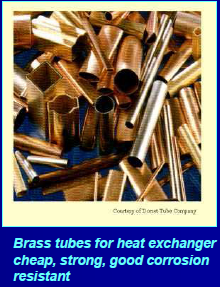 Courtesy of Dorset Tube Company
Brass tubes for heat exchanger
cheap, strong, good corrosion
resistant